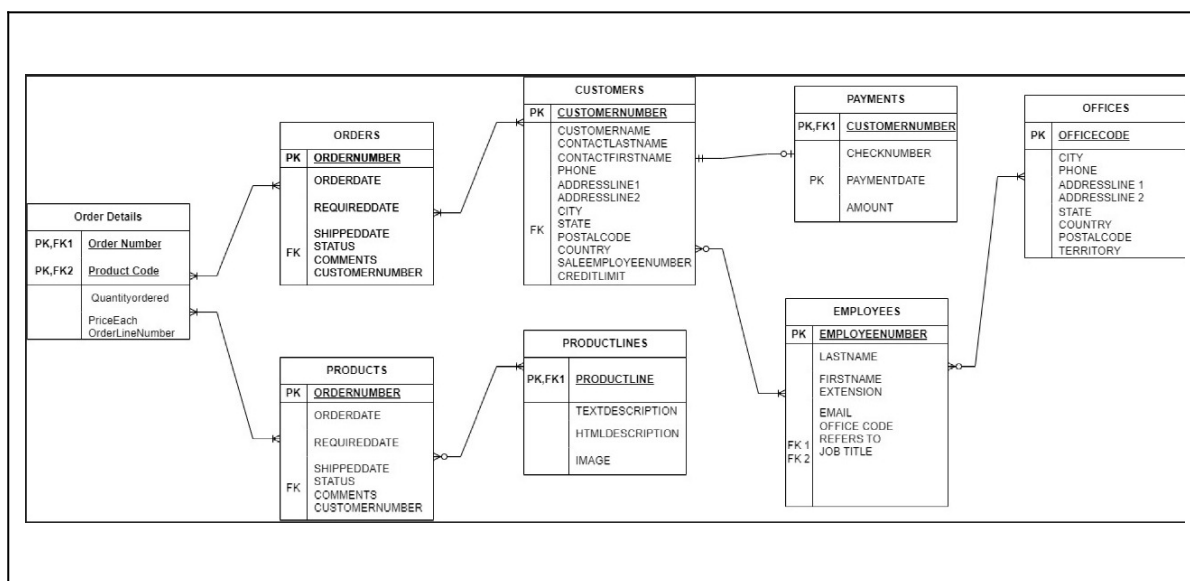 Order Details
PK,FK1 Order Number
PK,FK2 Product Code
Quantityordered
PriceEach
OrderLineNumber
ORDERS
PK ORDERNUMBER
ORDERDATE
REQUIREDDATE
SHIPPEDDATE
FK STATUS
COMMENTS
CUSTOMERNUMBER
PRODUCTS
PK ORDERNUMBER
ORDERDATE
REQUIREDDATE
SHIPPEDDATE
STATUS
FK COMMENTS
CUSTOMERNUMBER
CUSTOMERS
PK CUSTOMERNUMBER
CUSTOMERNAME
CONTACTLASTNAME
CONTACTFIRSTNAME
PHONE
ADDRESSLINE1
ADDRESSLINE2
CITY
FK STATE
POSTALCODE
COUNTRY
SALEEMPLOYEENUMBER
CREDITLIMIT
PRODUCTLINES
PK,FK1 PRODUCTLINE
TEXTDESCRIPTION
HTMLDESCRIPTION
IMAGE
PAYMENTS
PK,FK1 CUSTOMERNUMBER
CHECKNUMBER
PK PAYMENTDATE
AMOUNT
EMPLOYEES
PK EMPLOYEENUMBER
LASTNAME
FIRSTNAME
EXTENSION
EMAIL
OFFICE CODE
FK 1 REFERS TO
FK 2 JOB TITLE
OFFICES
PK OFFICECODE
CITY
PHONE
ADDRESSLINE 1
ADDRESSLINE 2
STATE
COUNTRY
POSTALCODE
TERRITORY